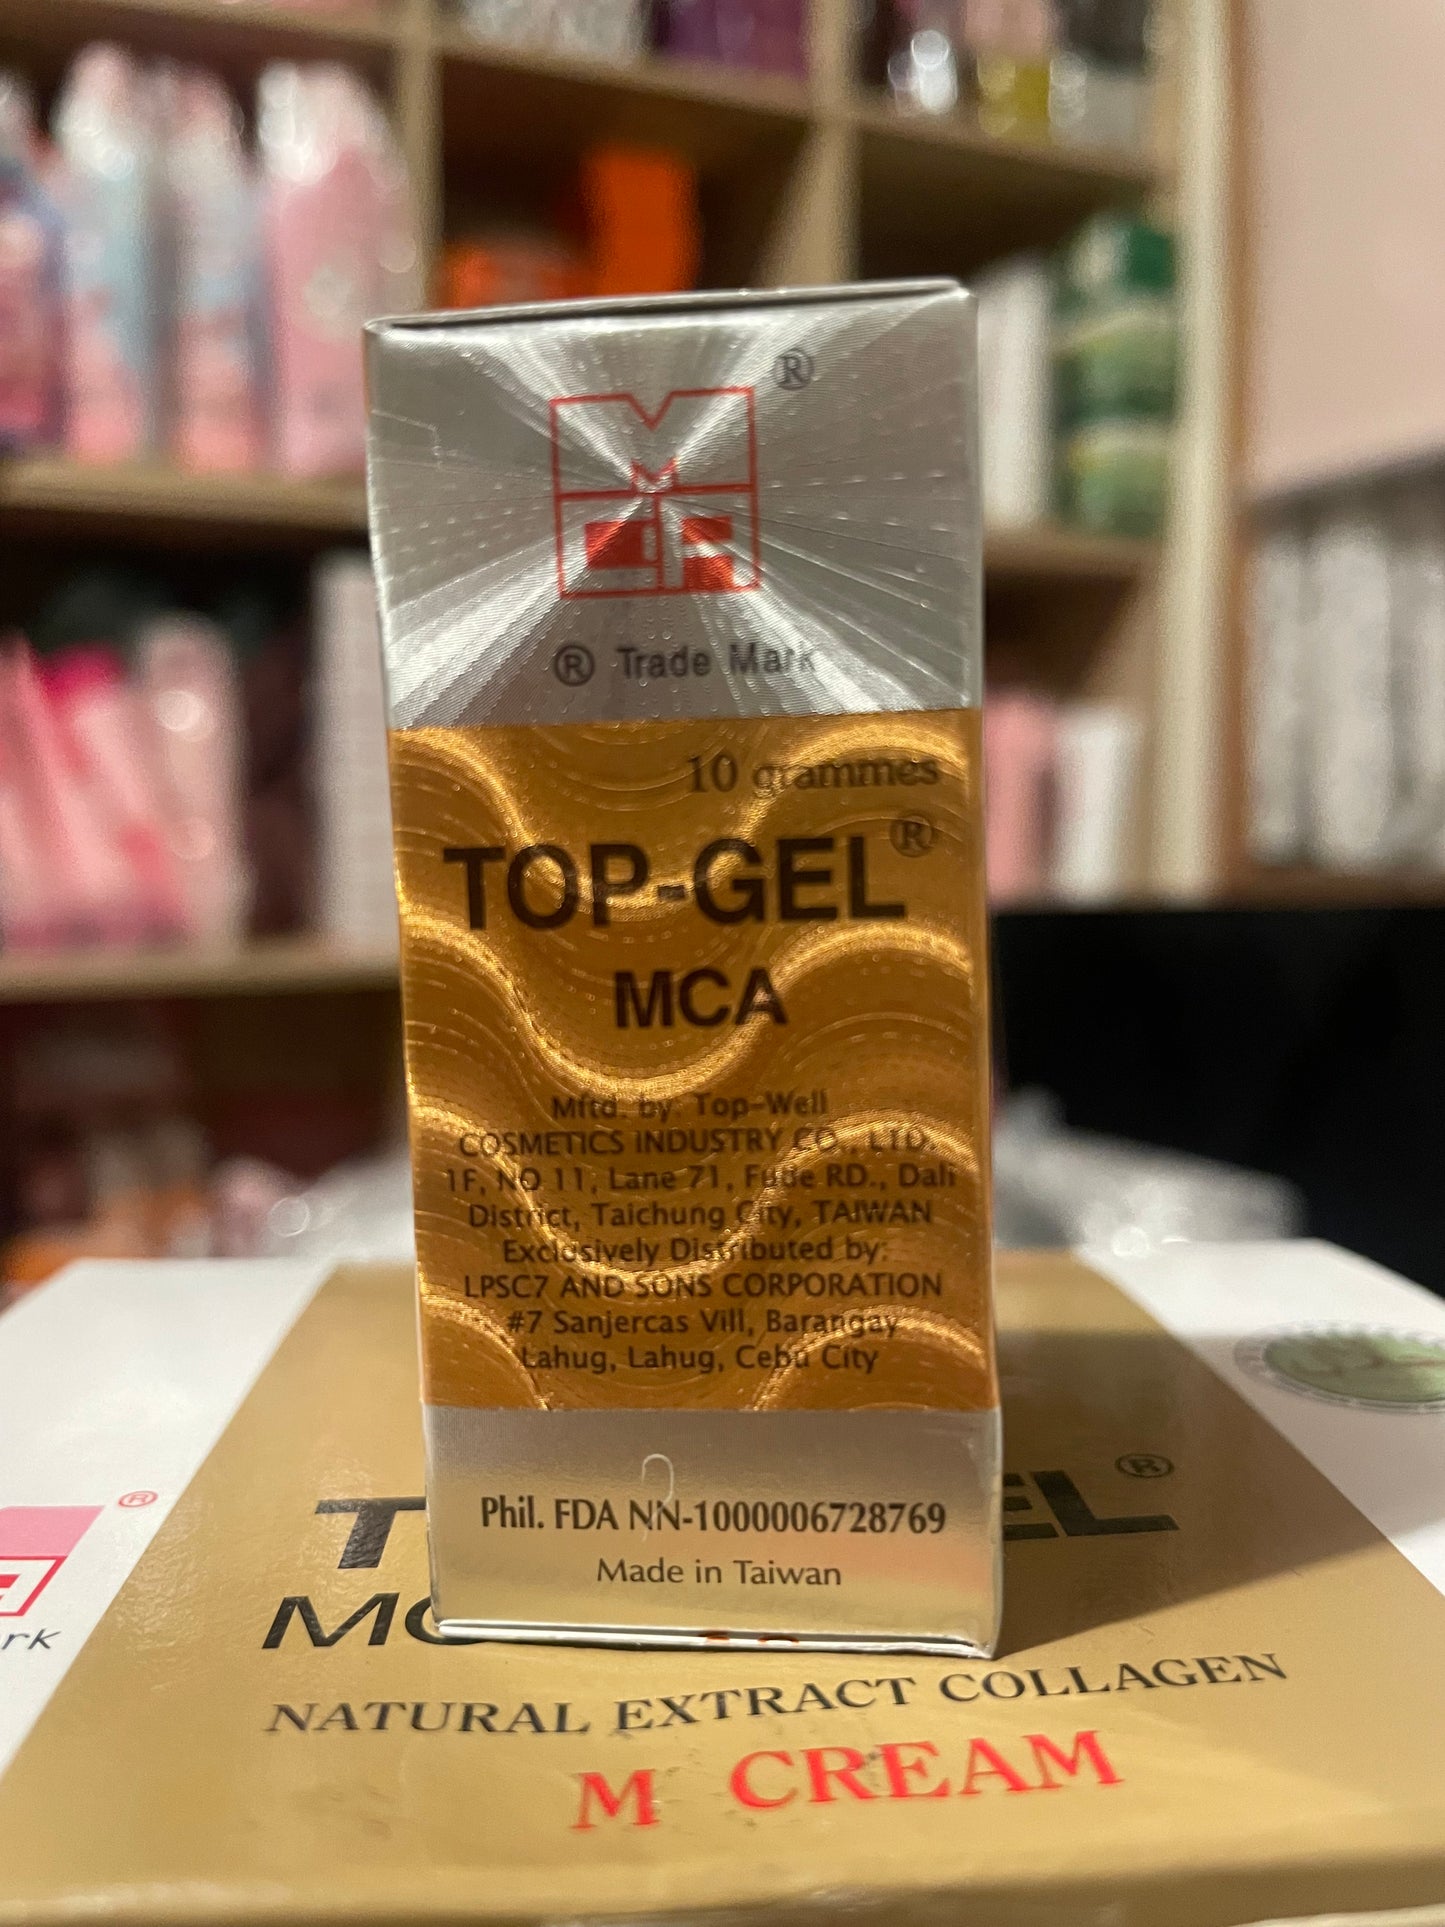 ®
® Trade Mark
10 grammes
TOP-GEL®
MCA
Mftd. by: Top-Well
COSMETICS INDUSTRY CO., LTD.
1F, NO 11, Lane 71, Fude RD., Dali
District, Taichung City, TAIWAN
Exclusively Distributed by:
LPSC7 AND SONS CORPORATION
#7 Sanjercas Vill, Barangay
Lahug, Lahug, Cebu City
Phil. FDA NN-1000006728769
Made in Taiwan
®
®
NATURAL EXTRACT COLLAGEN
M CREAM